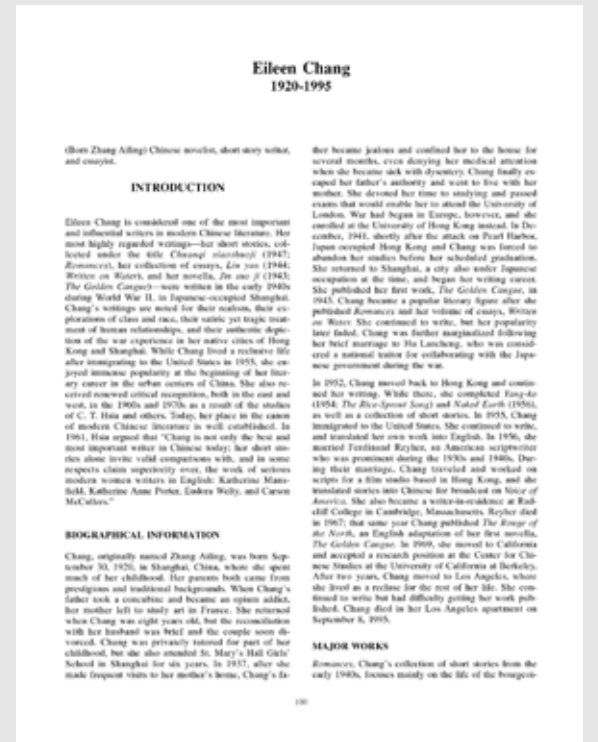 Eileen Chang
1920-1995
(Born Zhang Ailing) Chinese novelist, short story writer,
and essayist.
INTRODUCTION
Eileen Chang is considered one of the most important
and influential writers in modern Chinese literature. Her
most highly regarded writings—her short stories, col-
lected under the title Chuanqi xiaoshuoji (1947;
Romances), her collection of essays, Liu yan (1944;
Written on Water), and her novella, Jin suo ji (1943;
The Golden Cangue)—were written in the early 1940s
during World War II, in Japanese-occupied Shanghai.
Chang's writings are noted for their realism, their ex-
plorations of class and race, their satiric yet tragic treat-
ment of human relationships, and their authentic depic-
tion of the war experience in her native cities of Hong
Kong and Shanghai. While Chang lived a reclusive life
after immigrating to the United States in 1955, she en-
joyed immense popularity at the beginning of her liter-
ary career in the urban centers of China. She also re-
ceived renewed critical recognition, both in the east and
west, in the 1960s and 1970s as a result of the studies
of C. T. Hsia and others. Today, her place in the canon
of modern Chinese literature is well established. In
1961, Hsia argued that "Chang is not only the best and
most important writer in Chinese today; her short sto-
ries alone invite valid comparisons with, and in some
respects claim superiority over, the work of serious
modern women writers in English: Katherine Mans-
field, Katherine Anne Porter, Eudora Welty, and Carson
McCullers."
BIOGRAPHICAL INFORMATION
Chang, originally named Zhang Ailing, was born Sep-
tember 30, 1920, in Shanghai, China, where she spent
much of her childhood. Her parents both came from
prestigious and traditional backgrounds. When Chang's
father took a concubine and became an opium addict,
her mother left to study art in France. She returned
when Chang was eight years old, but the reconciliation
with her husband was brief and the couple soon di-
vorced. Chang was privately tutored for part of her
childhood, but she also attended St. Mary's Hall Girls'
School in Shanghai for six years. In 1937, after she
made frequent visits to her mother's home, Chang's fa-
ther became jealous and confined her to the house for
several months, even denying her medical attention
when she became sick with dysentery. Chang finally es-
caped her father's authority and went to live with her
mother. She devoted her time to studying and passed
exams that would enable her to attend the University of
London. War had begun in Europe, however, and she
enrolled at the University of Hong Kong instead. In De-
cember, 1941, shortly after the attack on Pearl Harbor,
Japan occupied Hong Kong and Chang was forced to
abandon her studies before her scheduled graduation.
She returned to Shanghai, a city also under Japanese
occupation at the time, and began her writing career.
She published her first work, The Golden Cangue, in
1943. Chang became a popular literary figure after she
published Romances and her volume of essays, Written
on Water. She continued to write, but her popularity
later faded. Chang was further marginalized following
her brief marriage to Hu Lancheng, who was consid-
ered a national traitor for collaborating with the Japa-
nese government during the war.
In 1952, Chang moved back to Hong Kong and contin-
ued her writing. While there, she completed Yang-ko
(1954; The Rice-Sprout Song) and Naked Earth (1956),
as well as a collection of short stories. In 1955, Chang
immigrated to the United States. She continued to write,
and translated her own work into English. In 1956, she
married Ferdinand Reyher, an American scriptwriter
who was prominent during the 1930s and 1940s. Dur-
ing their marriage, Chang traveled and worked on
scripts for a film studio based in Hong Kong, and she
translated stories into Chinese for broadcast on Voice of
America. She also became a writer-in-residence at Rad-
cliff College in Cambridge, Massachusetts. Reyher died
in 1967; that same year Chang published The Rouge of
the North, an English adaptation of her first novella,
The Golden Cangue. In 1969, she moved to California
and accepted a research position at the Center for Chi-
nese Studies at the University of California at Berkeley.
After two years, Chang moved to Los Angeles, where
she lived as a recluse for the rest of her life. She con-
tinued to write but had difficulty getting her work pub-
lished. Chang died in her Los Angeles apartment on
September 8, 1995.
MAJOR WORKS
Romances, Chang's collection of short stories from the
early 1940s, focuses mainly on the life of the bourgeoi-